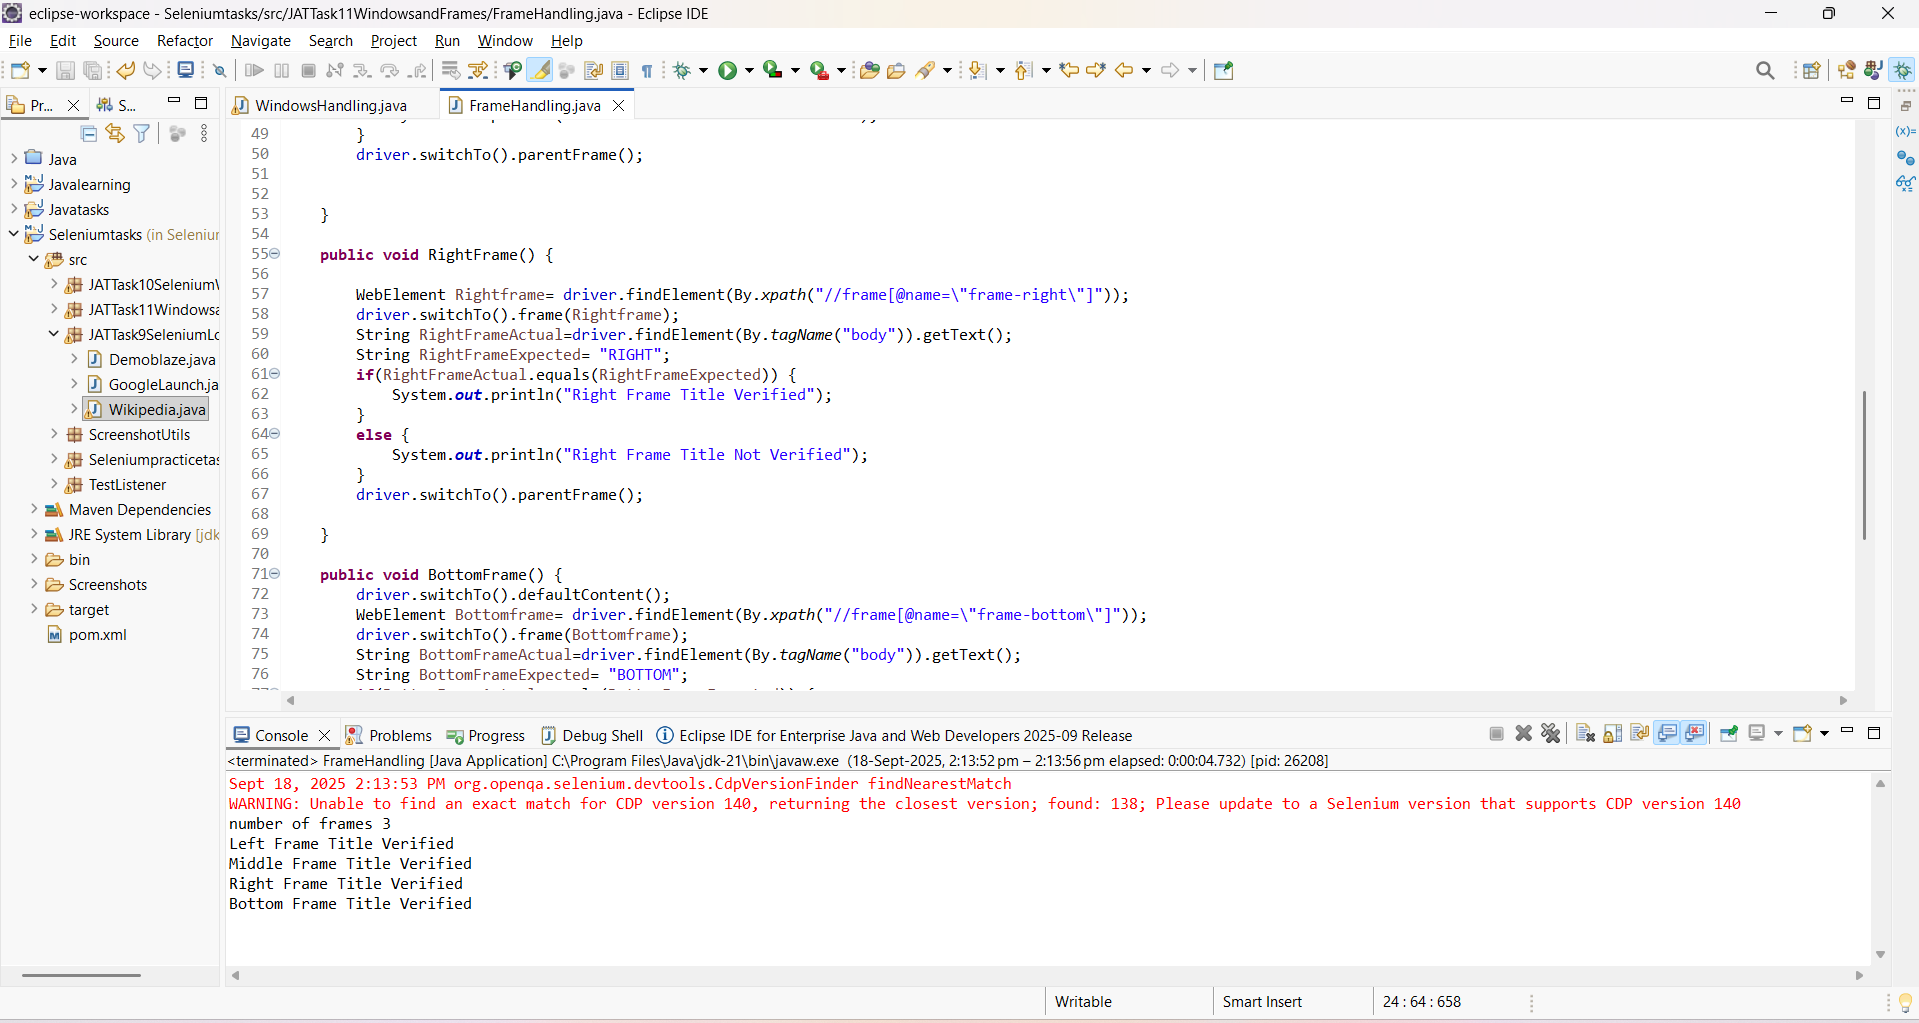 eclipse-workspace - Seleniumtasks/src/JATTask11WindowsandFrames/FrameHandling.java - Eclipse IDE
File Edit Source Refactor Navigate Search Project Run Window Help
Pr... S...
Java
Javalearning
Javatasks
Seleniumtasks (in Seleniur
src
JATTask10Selenium
JATTask11Windowsa
JATTask9SeleniumLo
Demoblaze.java
GoogleLaunch.ja
Wikipedia.java
ScreenshotUtils
Seleniumpracticetas
TestListener
Maven Dependencies
JRE System Library [jdk
bin
Screenshots
target
pom.xml
WindowsHandling.java FrameHandling.java
49 }
50 driver.switchTo().parentFrame();
51
52
53 }
54
55 public void RightFrame() {
56
57 WebElement Rightframe= driver.findElement(By.xpath("//frame[@name=\"frame-right\"]"));
58 driver.switchTo().frame(Rightframe);
59 String RightFrameActual=driver.findElement(By.tagName("body")).getText();
60 String RightFrameExpected= "RIGHT";
61 if(RightFrameActual.equals(RightFrameExpected)) {
62 System.out.println("Right Frame Title Verified");
63 }
64 else {
65 System.out.println("Right Frame Title Not Verified");
66 }
67 driver.switchTo().parentFrame();
68
69 }
70
71 public void BottomFrame() {
72 driver.switchTo().defaultContent();
73 WebElement Bottomframe= driver.findElement(By.xpath("//frame[@name=\"frame-bottom\"]"));
74 driver.switchTo().frame(Bottomframe);
75 String BottomFrameActual=driver.findElement(By.tagName("body")).getText();
76 String BottomFrameExpected= "BOTTOM";
Console Problems Progress Debug Shell Eclipse IDE for Enterprise Java and Web Developers 2025-09 Release
<terminated> FrameHandling [Java Application] C:\Program Files\Java\jdk-21\bin\javaw.exe (18-Sept-2025, 2:13:52 pm – 2:13:56 pm elapsed: 0:00:04.732) [pid: 26208]
Sept 18, 2025 2:13:53 PM org.openqa.selenium.devtools.CdpVersionFinder findNearestMatch
WARNING: Unable to find an exact match for CDP version 140, returning the closest version; found: 138; Please update to a Selenium version that supports CDP version 140
number of frames 3
Left Frame Title Verified
Middle Frame Title Verified
Right Frame Title Verified
Bottom Frame Title Verified
Writable Smart Insert 24 : 64 : 658